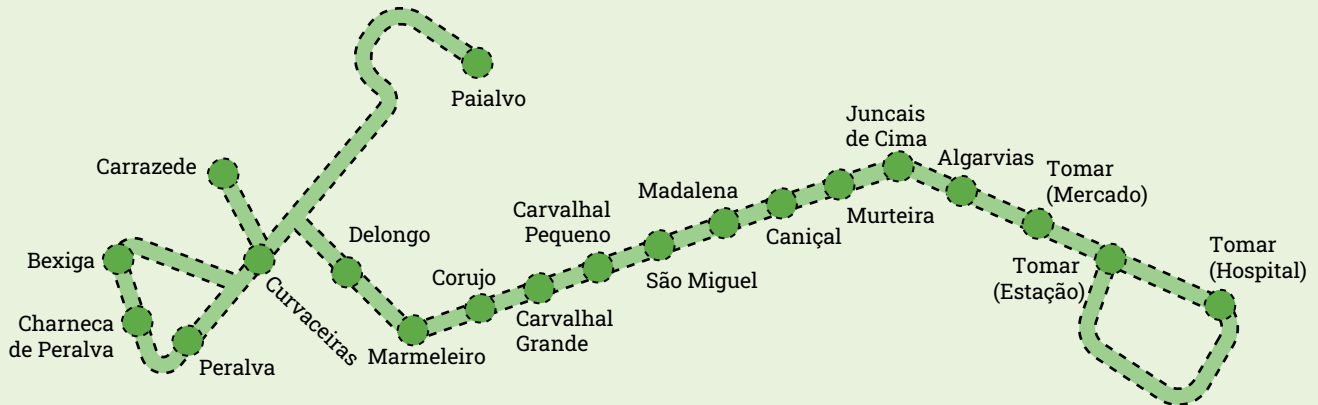 Paialvo
Carrazede
Bexiga
Charneca
de Peralva
Peralva
Curvaceiras
Delongo
Marmeleiro
Corujo
Carvalhal
Grande
Carvalhal
Pequeno
São Miguel
Madalena
Caniçal
Murteira
Juncais
de Cima
Algarvias
Tomar
(Mercado)
Tomar
(Estação)
Tomar
(Hospital)